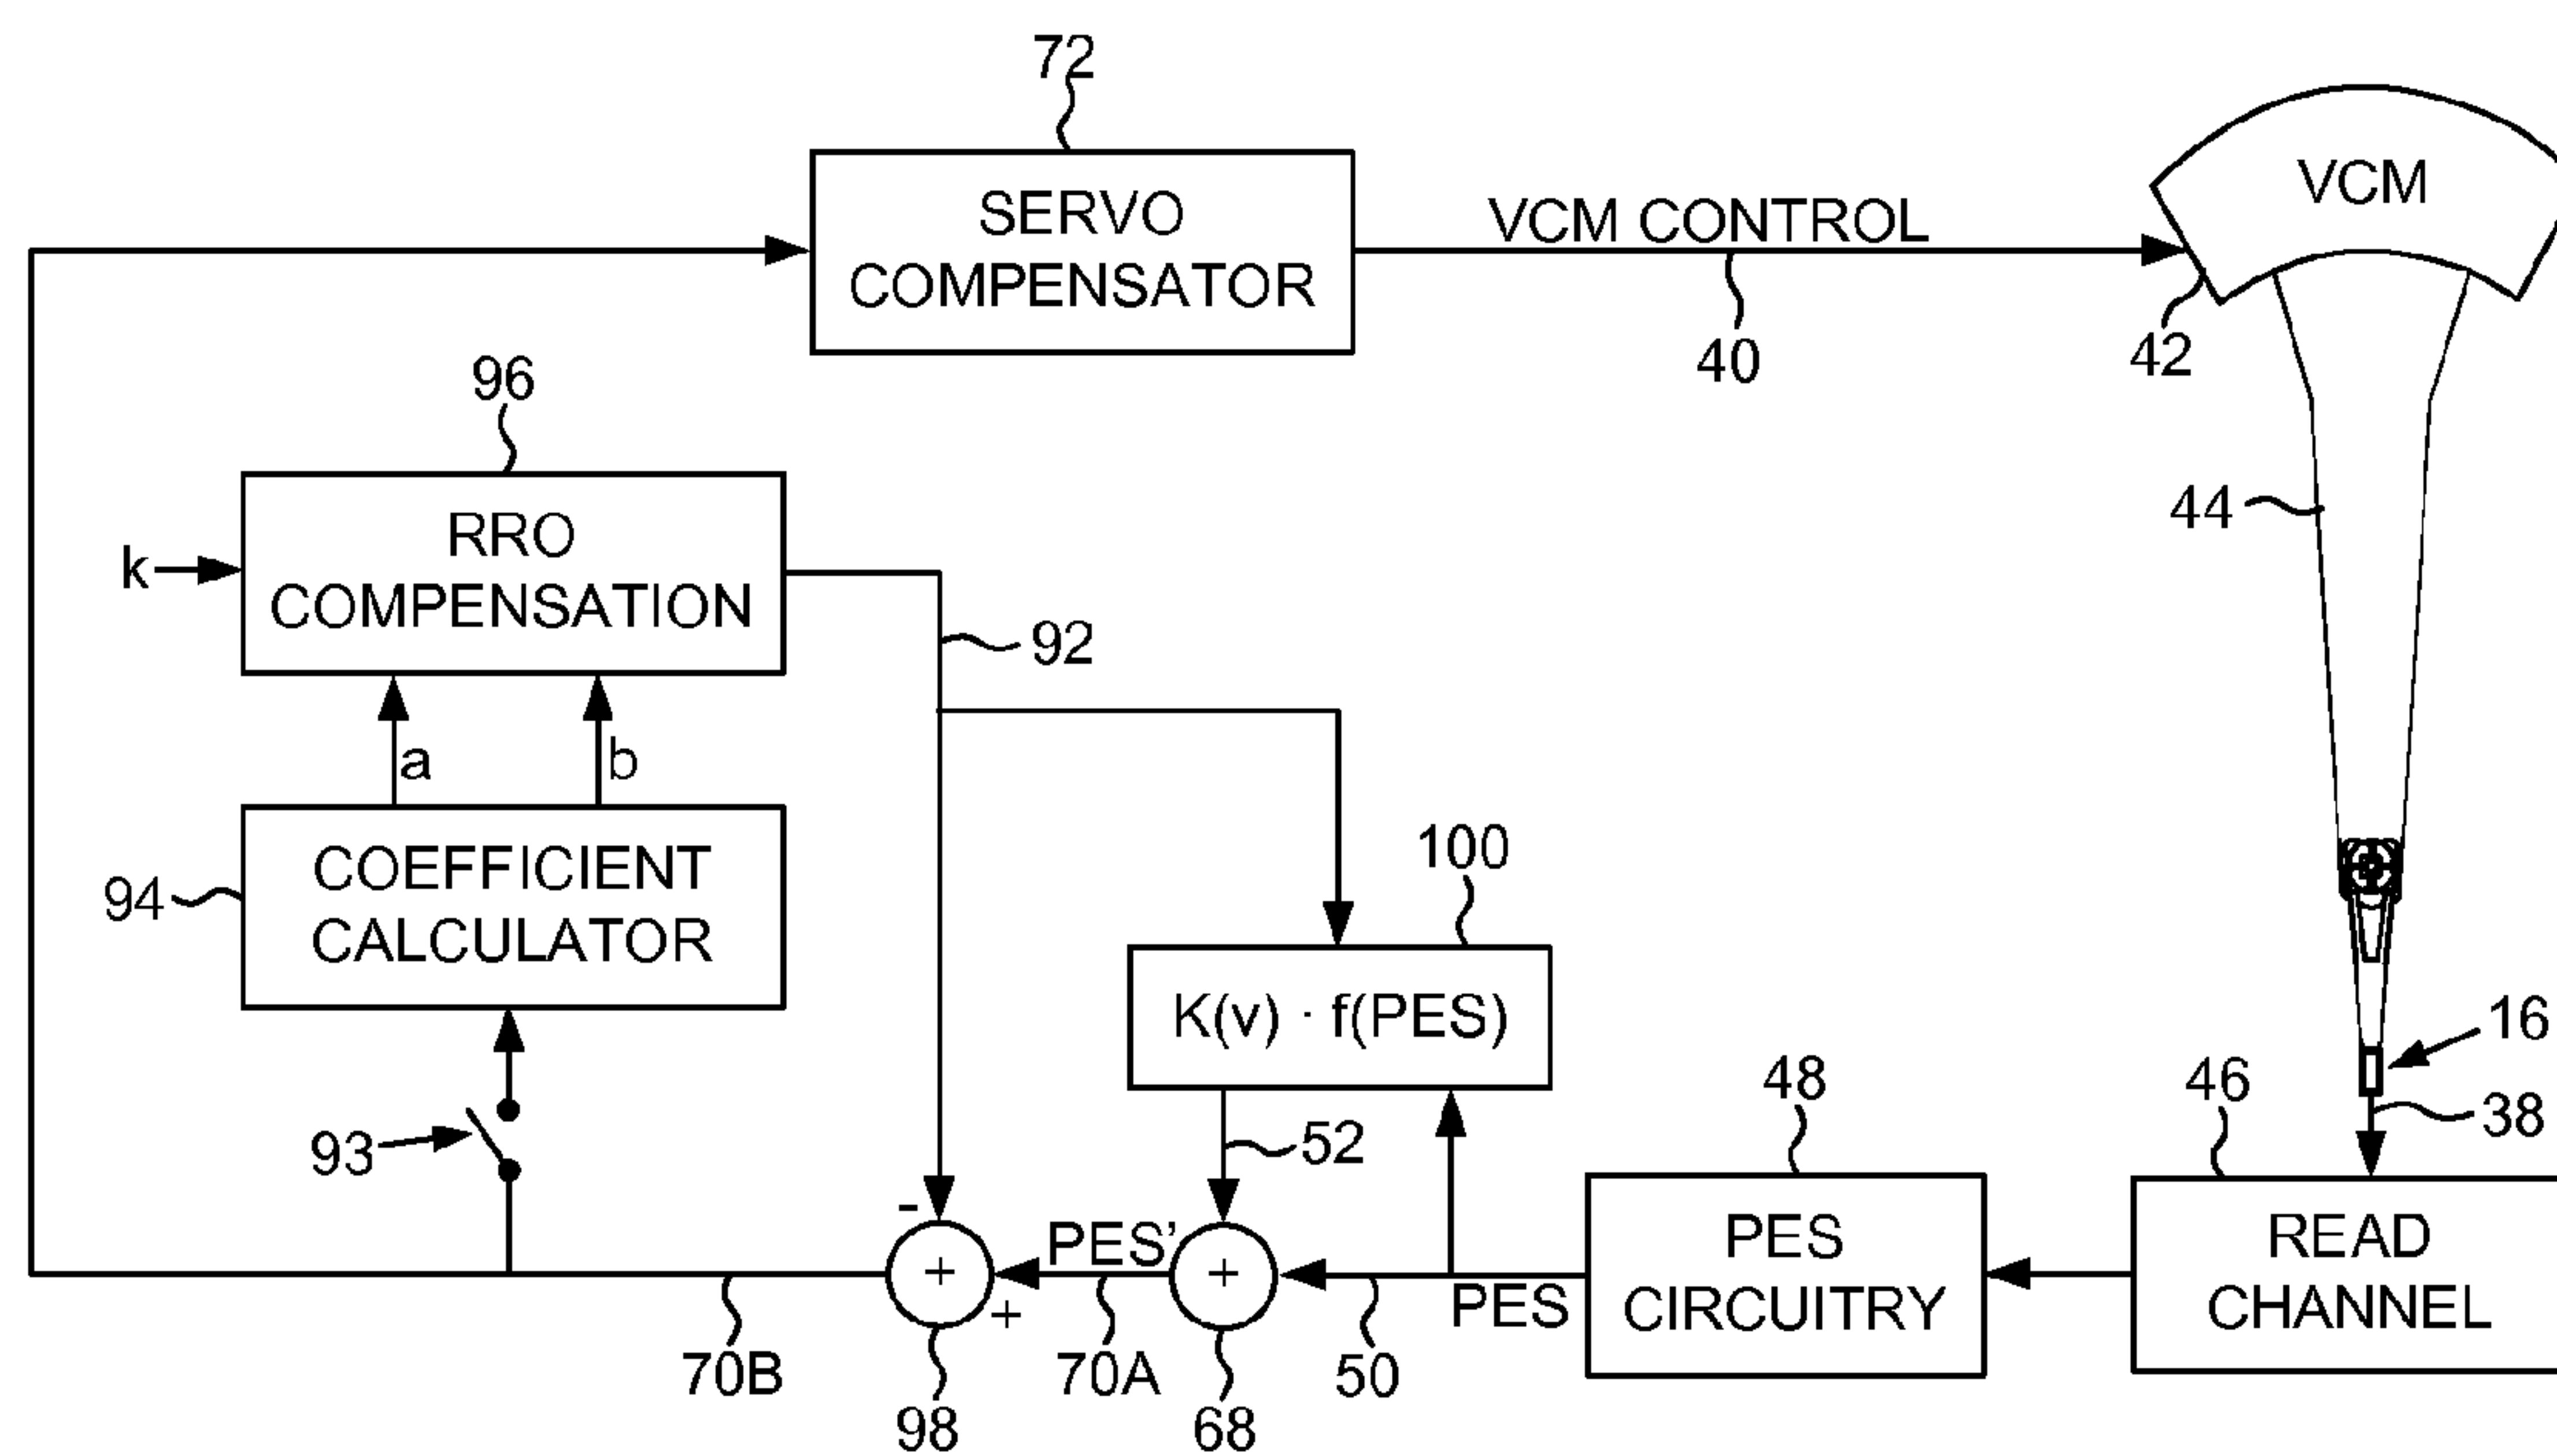 72
SERVO
COMPENSATOR
VCM CONTROL
40
VCM
42
44
96
RRO
COMPENSATION
k
92
a
b
94
COEFFICIENT
CALCULATOR
100
K(v) · f(PES)
16
38
93
52
48
46
-
+
PES'
+
+
PES
PES
CIRCUITRY
READ
CHANNEL
70B
98
70A
68
50